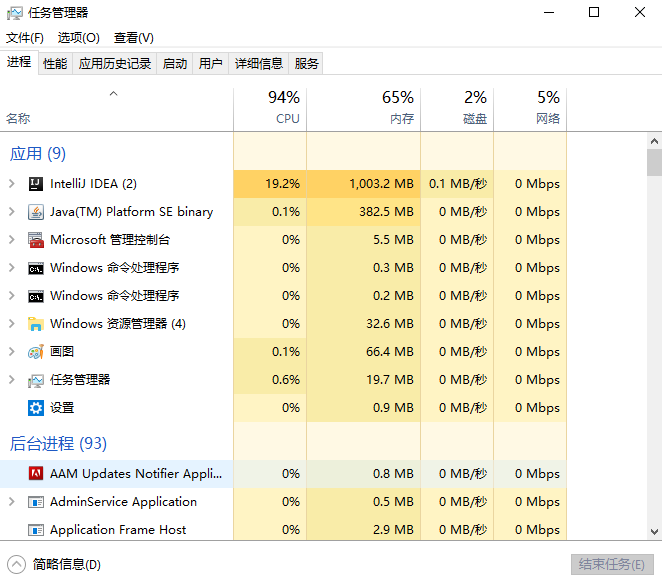 任务管理器
文件(F) 选项(O) 查看(V)
进程 性能 应用历史记录 启动 用户 详细信息 服务
94% 65% 2% 5%
名称 CPU 内存 磁盘 网络
应用 (9)
IntelliJ IDEA (2) 19.2% 1,003.2 MB 0.1 MB/秒 0 Mbps
Java(TM) Platform SE binary 0.1% 382.5 MB 0 MB/秒 0 Mbps
Microsoft 管理控制台 0% 5.5 MB 0 MB/秒 0 Mbps
Windows 命令处理程序 0% 0.3 MB 0 MB/秒 0 Mbps
Windows 命令处理程序 0% 0.2 MB 0 MB/秒 0 Mbps
Windows 资源管理器 (4) 0% 32.6 MB 0 MB/秒 0 Mbps
画图 0.1% 66.4 MB 0 MB/秒 0 Mbps
任务管理器 0.6% 19.7 MB 0 MB/秒 0 Mbps
设置 0% 0.9 MB 0 MB/秒 0 Mbps
后台进程 (93)
AAM Updates Notifier Appli... 0% 0.8 MB 0 MB/秒 0 Mbps
AdminService Application 0% 0.5 MB 0 MB/秒 0 Mbps
Application Frame Host 0% 2.9 MB 0 MB/秒 0 Mbps
简略信息(D) 结束任务(E)